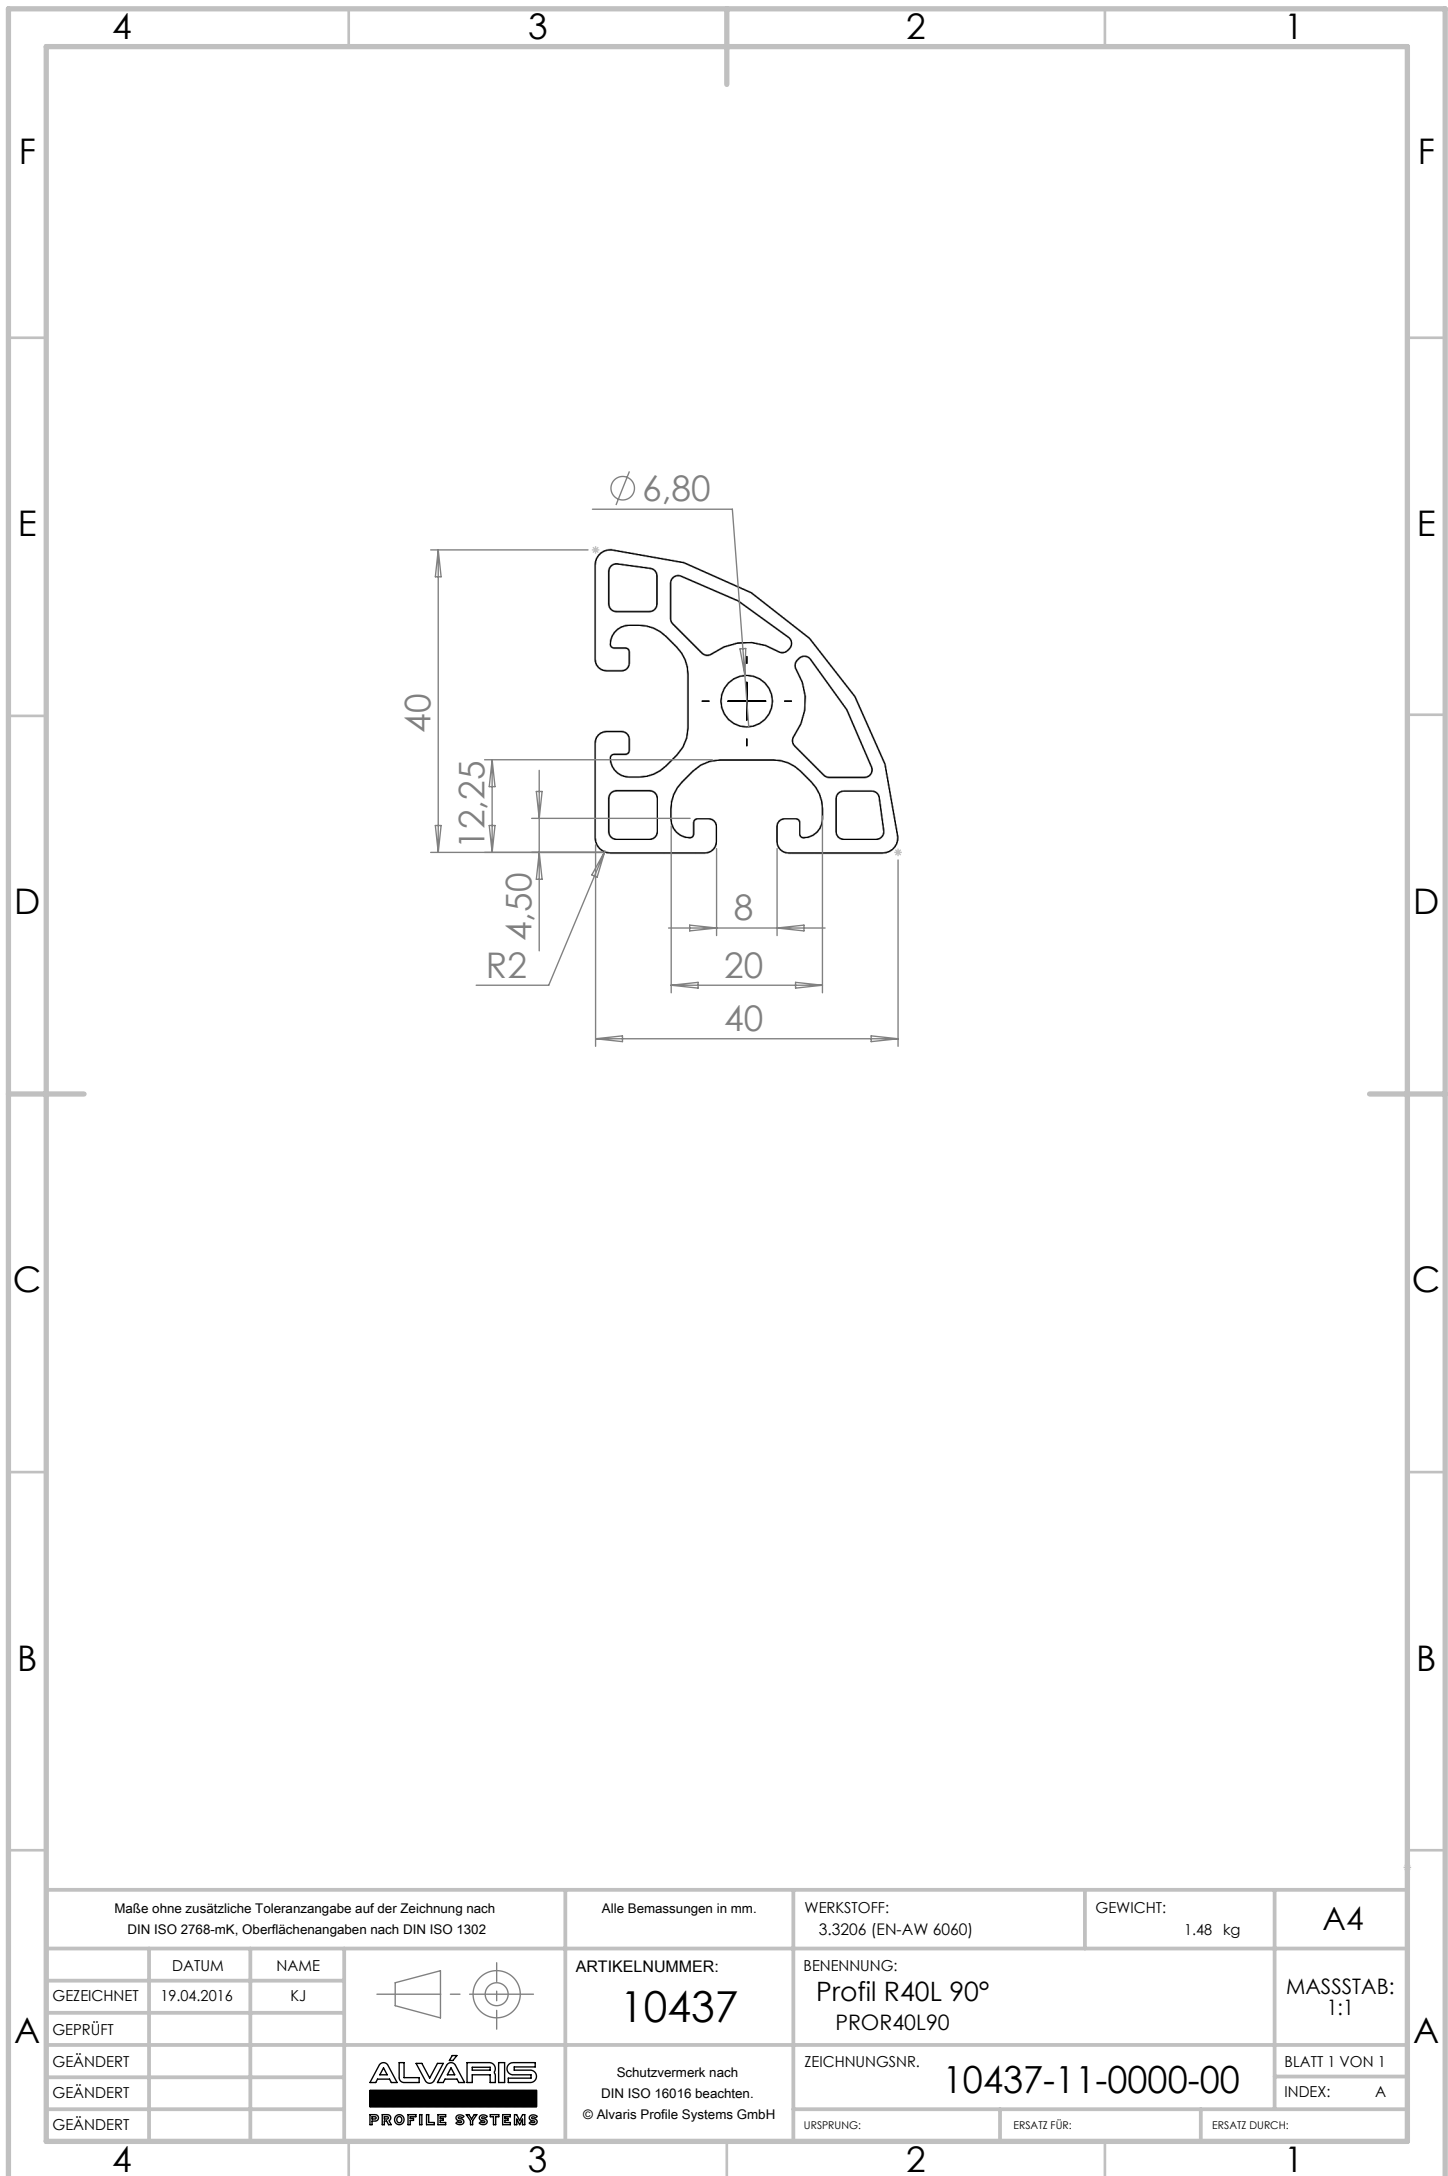 4 3 2 1
F F
E E
D D
C C
B B
A A
∅ 6,80
40
12,25
4,50
R2
8
20
40
Maße ohne zusätzliche Toleranzangabe auf der Zeichnung nach
DIN ISO 2768-mK, Oberflächenangaben nach DIN ISO 1302
Alle Bemassungen in mm.
WERKSTOFF:
3.3206 (EN-AW 6060)
GEWICHT:
1.48 kg
A4
DATUM NAME
GEZEICHNET 19.04.2016 KJ
GEPRÜFT
GEÄNDERT
GEÄNDERT
GEÄNDERT
ALVÁRIS
PROFILE SYSTEMS
ARTIKELNUMMER:
10437
Schutzvermerk nach
DIN ISO 16016 beachten.
© Alvaris Profile Systems GmbH
BENENNUNG:
Profil R40L 90°
PROR40L90
MASSSTAB:
1:1
ZEICHNUNGSNR. 10437-11-0000-00
BLATT 1 VON 1
INDEX: A
URSPRUNG: ERSATZ FÜR: ERSATZ DURCH:
4 3 2 1